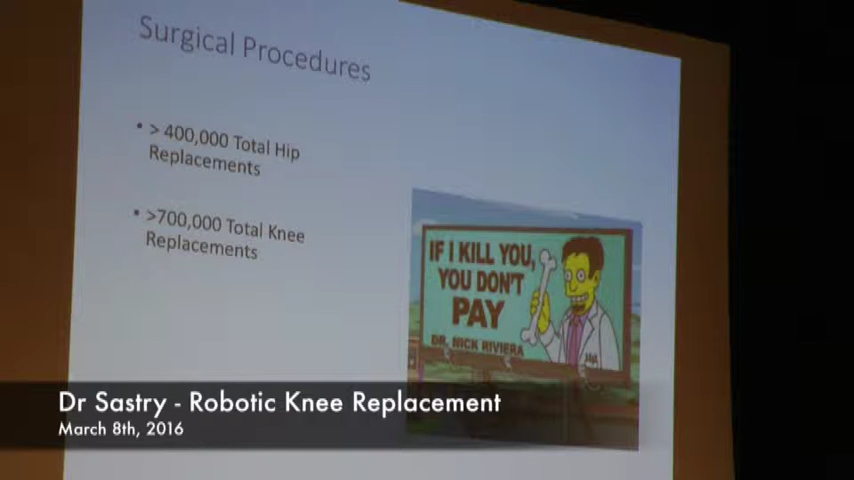 Surgical Procedures
• > 400,000 Total Hip
Replacements
• >700,000 Total Knee
Replacements
IF I KILL YOU,
YOU DON'T
PAY
DR. NICK RIVIERA
Dr Sastry - Robotic Knee Replacement
March 8th, 2016